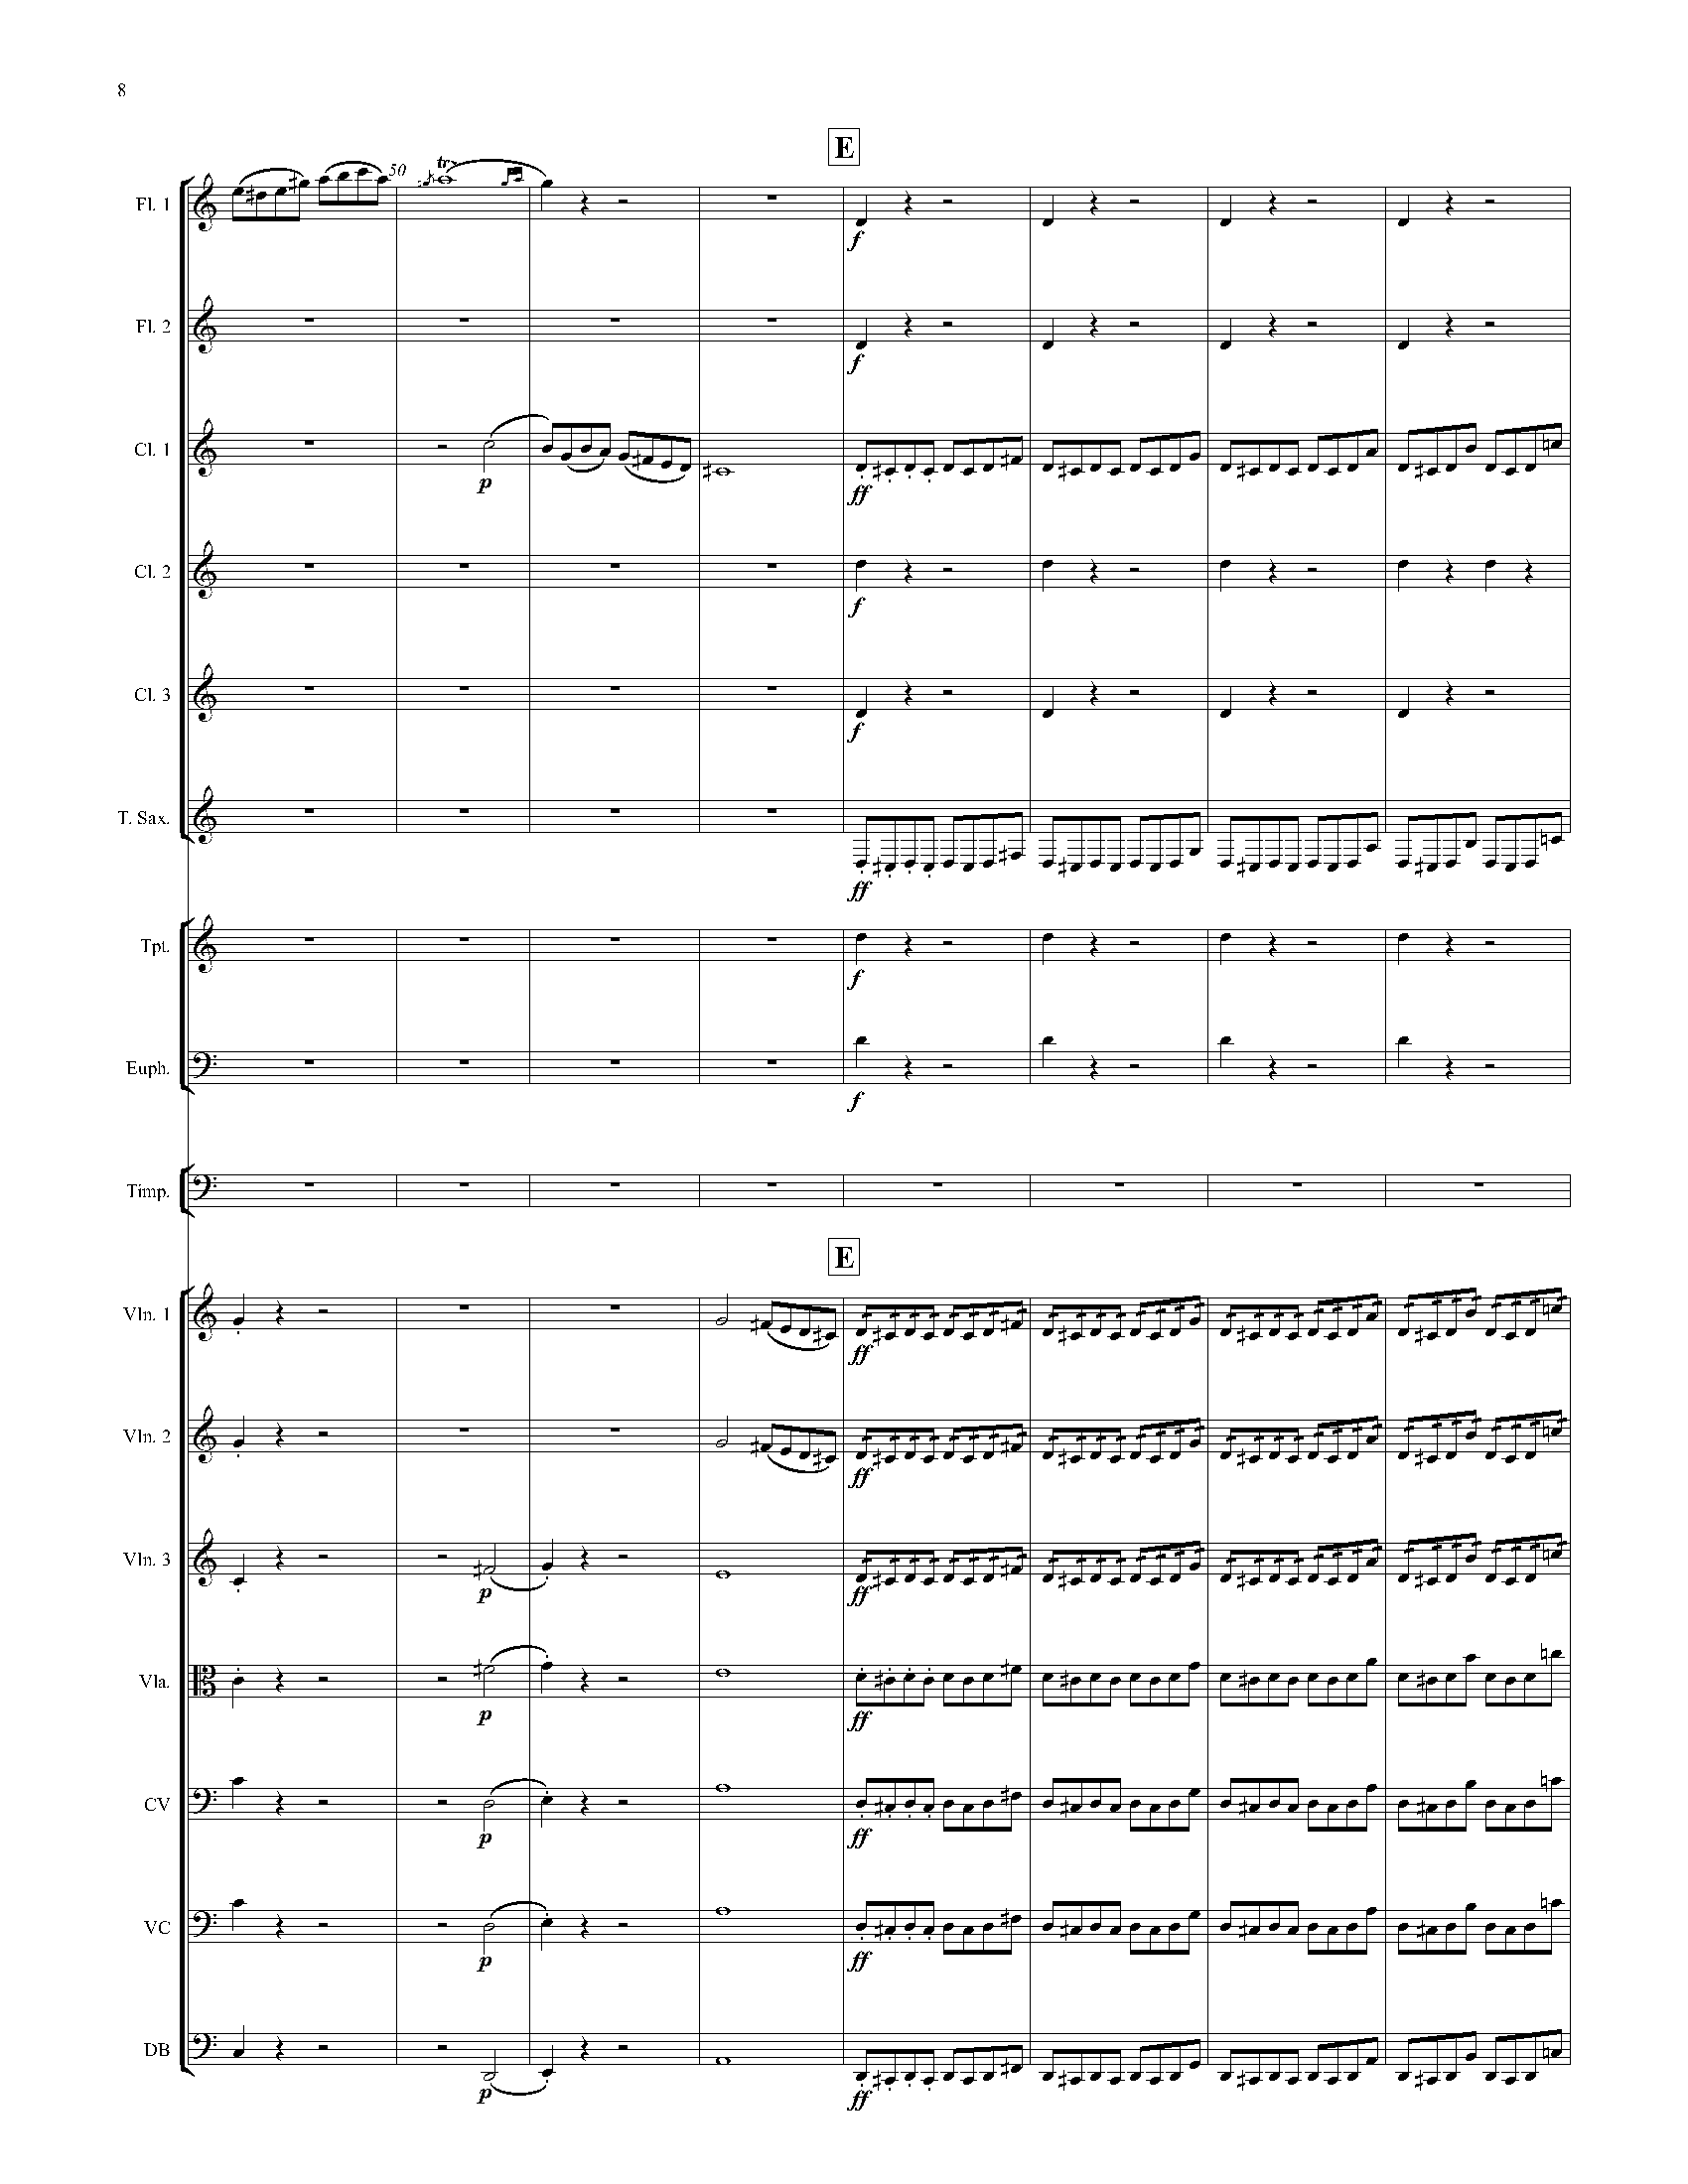 8
E
50
tr
Fl. 1
f
Fl. 2
f
Cl. 1
p
ff
Cl. 2
f
Cl. 3
f
T. Sax.
ff
Tpt.
f
Euph.
f
Timp.
E
Vln. 1
ff
Vln. 2
ff
Vln. 3
p
ff
Vla.
p
ff
CV
p
ff
VC
p
ff
DB
p
ff